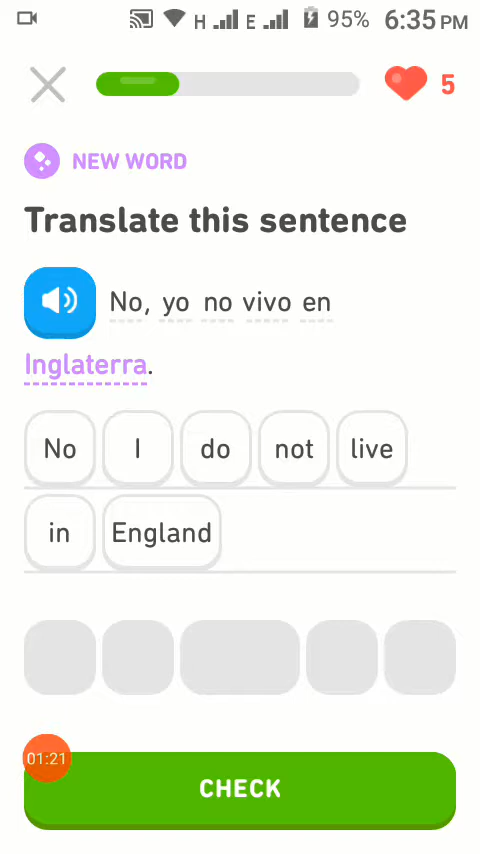 H E 95% 6:35 PM
5
NEW WORD
Translate this sentence
No, yo no vivo en
Inglaterra.
No I do not live
in England
01:21
CHECK